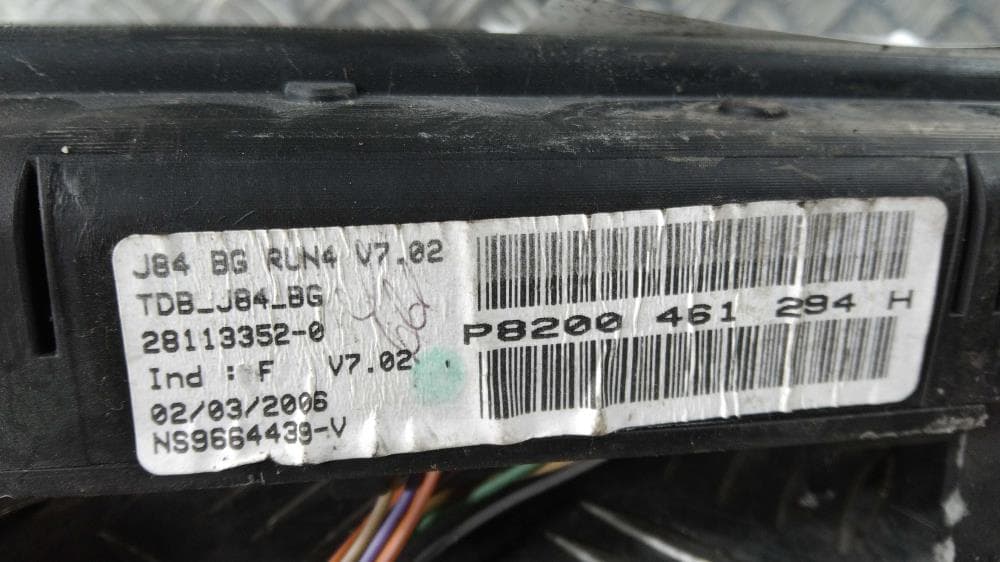 J84 BG RUN4 V7.02
TDB_J84_BG
28113352-0
Ind : F V7.02
02/03/2006
NS9664439-V
P8200 461 294 H